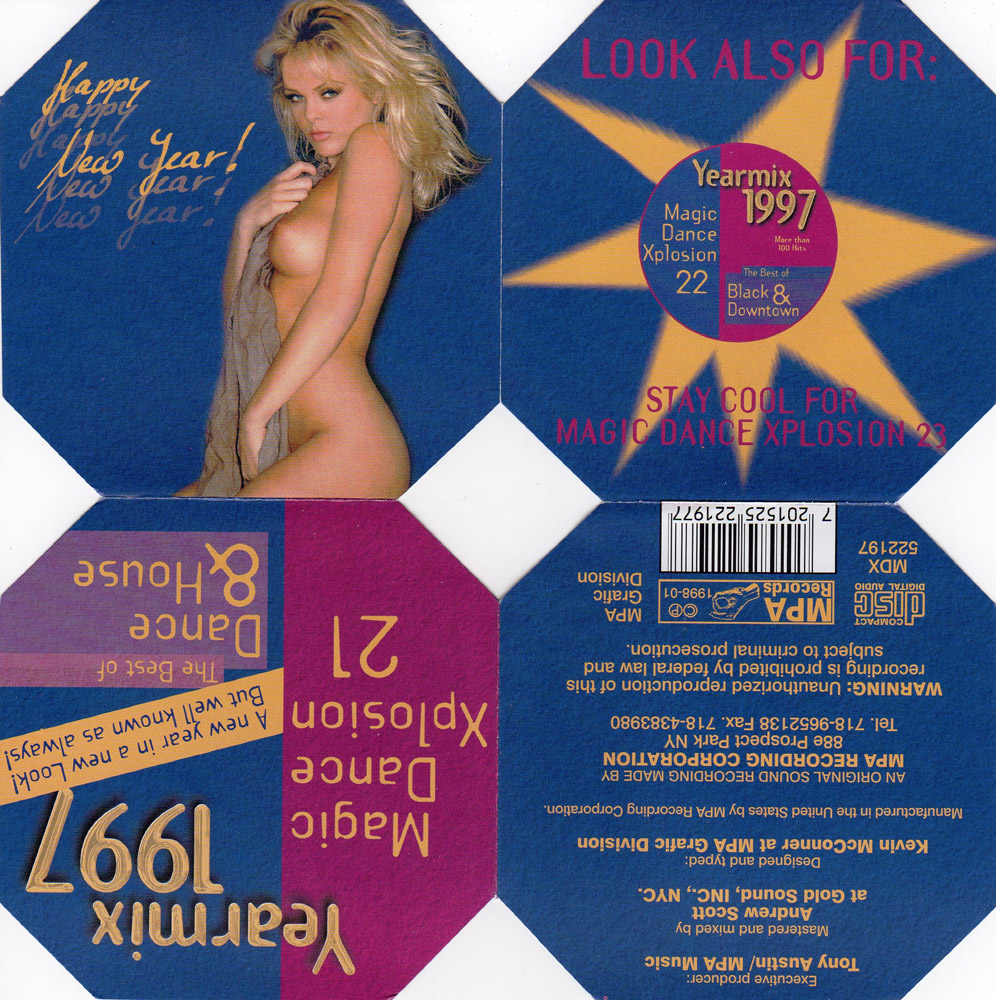 Happy
Happy
Happy
New Year!
New year!
New year!
LOOK ALSO FOR:
Yearmix
1997
More than
100 Hits
Magic
Dance
Xplosion
22
The Best of
Black &
Downtown
STAY COOL FOR
MAGIC DANCE XPLOSION 23
Yearmix
1997
Magic
Dance
Xplosion
21
A new year in a new Look!
But well known as always!
The Best of
Dance
& House
Executive producer:
Tony Austin/ MPA Music
Mastered and mixed by
Andrew Scott
at Gold Sound, INC., NYC.
Designed and typed:
Kevin McConner at MPA Grafic Division
Manufactured in the United States by MPA Recording Corporation.
AN ORIGINAL SOUND RECORDING MADE BY
MPA RECORDING CORPORATION
88e Prospect Park NY
Tel. 718-9652138 Fax. 718-4383980
WARNING: Unauthorized reproduction of this
recording is prohibited by federal law and
subject to criminal prosecution.
COMPACT
disc
DIGITAL AUDIO
MPA
Records
©℗
1998-01
MPA
Grafic
Division
MDX
522197
7 201525 221977